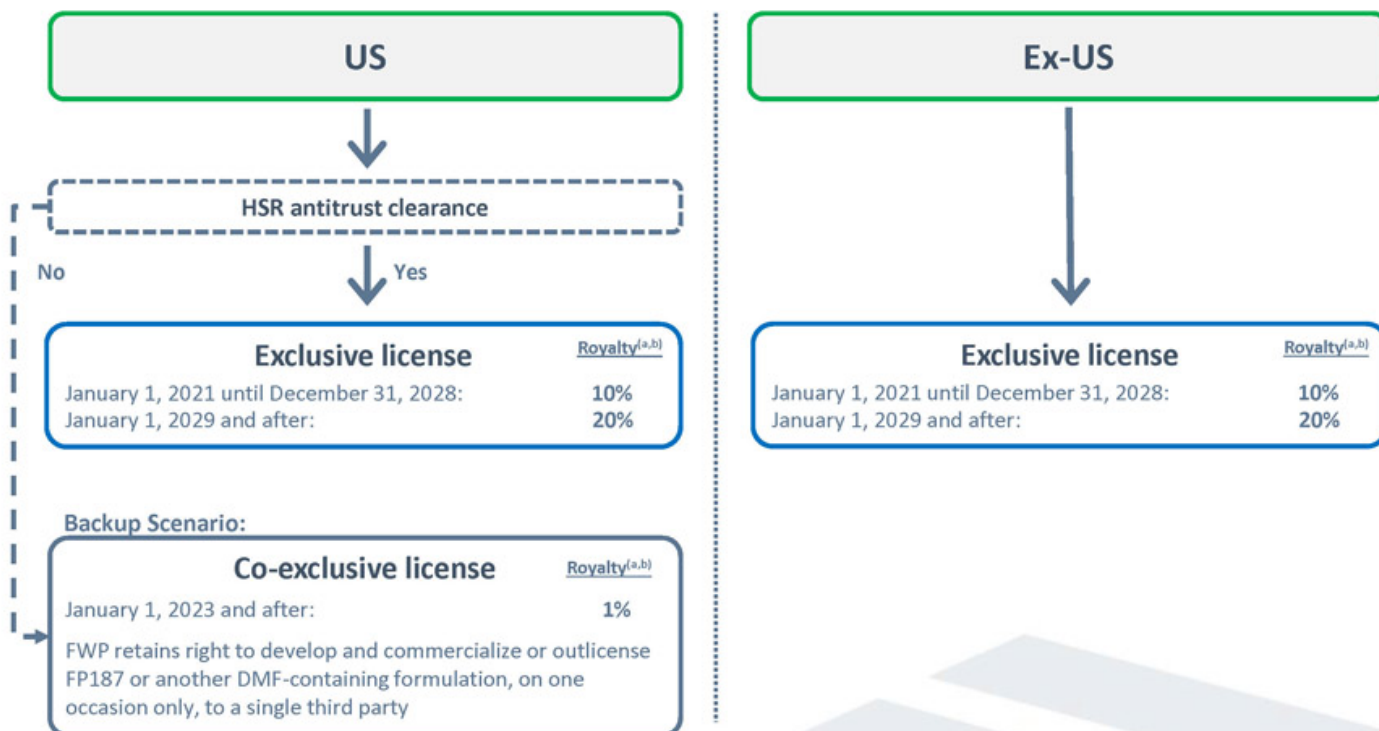 US
HSR antitrust clearance
No
Yes
Exclusive license Royalty(a,b)
January 1, 2021 until December 31, 2028: 10%
January 1, 2029 and after: 20%
Backup Scenario:
Co-exclusive license Royalty(a,b)
January 1, 2023 and after: 1%
FWP retains right to develop and commercialize or outlicense
FP187 or another DMF-containing formulation, on one
occasion only, to a single third party
Ex-US
Exclusive license Royalty(a,b)
January 1, 2021 until December 31, 2028: 10%
January 1, 2029 and after: 20%